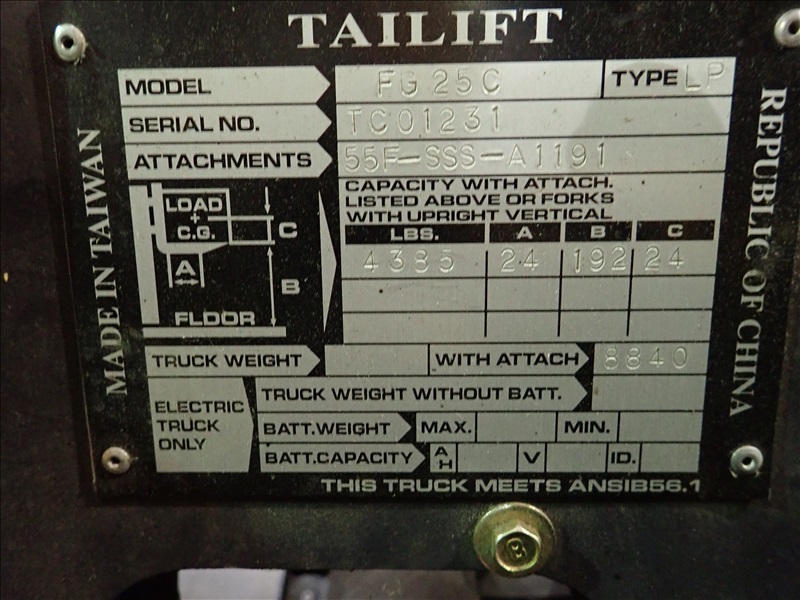 TAILIFT
MODEL FG25C TYPE LP
SERIAL NO. TC01231
ATTACHMENTS 55F-SSS-A1191
CAPACITY WITH ATTACH.
LISTED ABOVE OR FORKS
WITH UPRIGHT VERTICAL
LOAD
+
C.G.
C
A
B
FLOOR
LBS. A B C
4385 24 192 24
TRUCK WEIGHT WITH ATTACH 8840
ELECTRIC
TRUCK
ONLY
TRUCK WEIGHT WITHOUT BATT.
BATT.WEIGHT MAX. MIN.
BATT.CAPACITY AH V ID.
THIS TRUCK MEETS ANSIB56.1
MADE IN TAIWAN
REPUBLIC OF CHINA